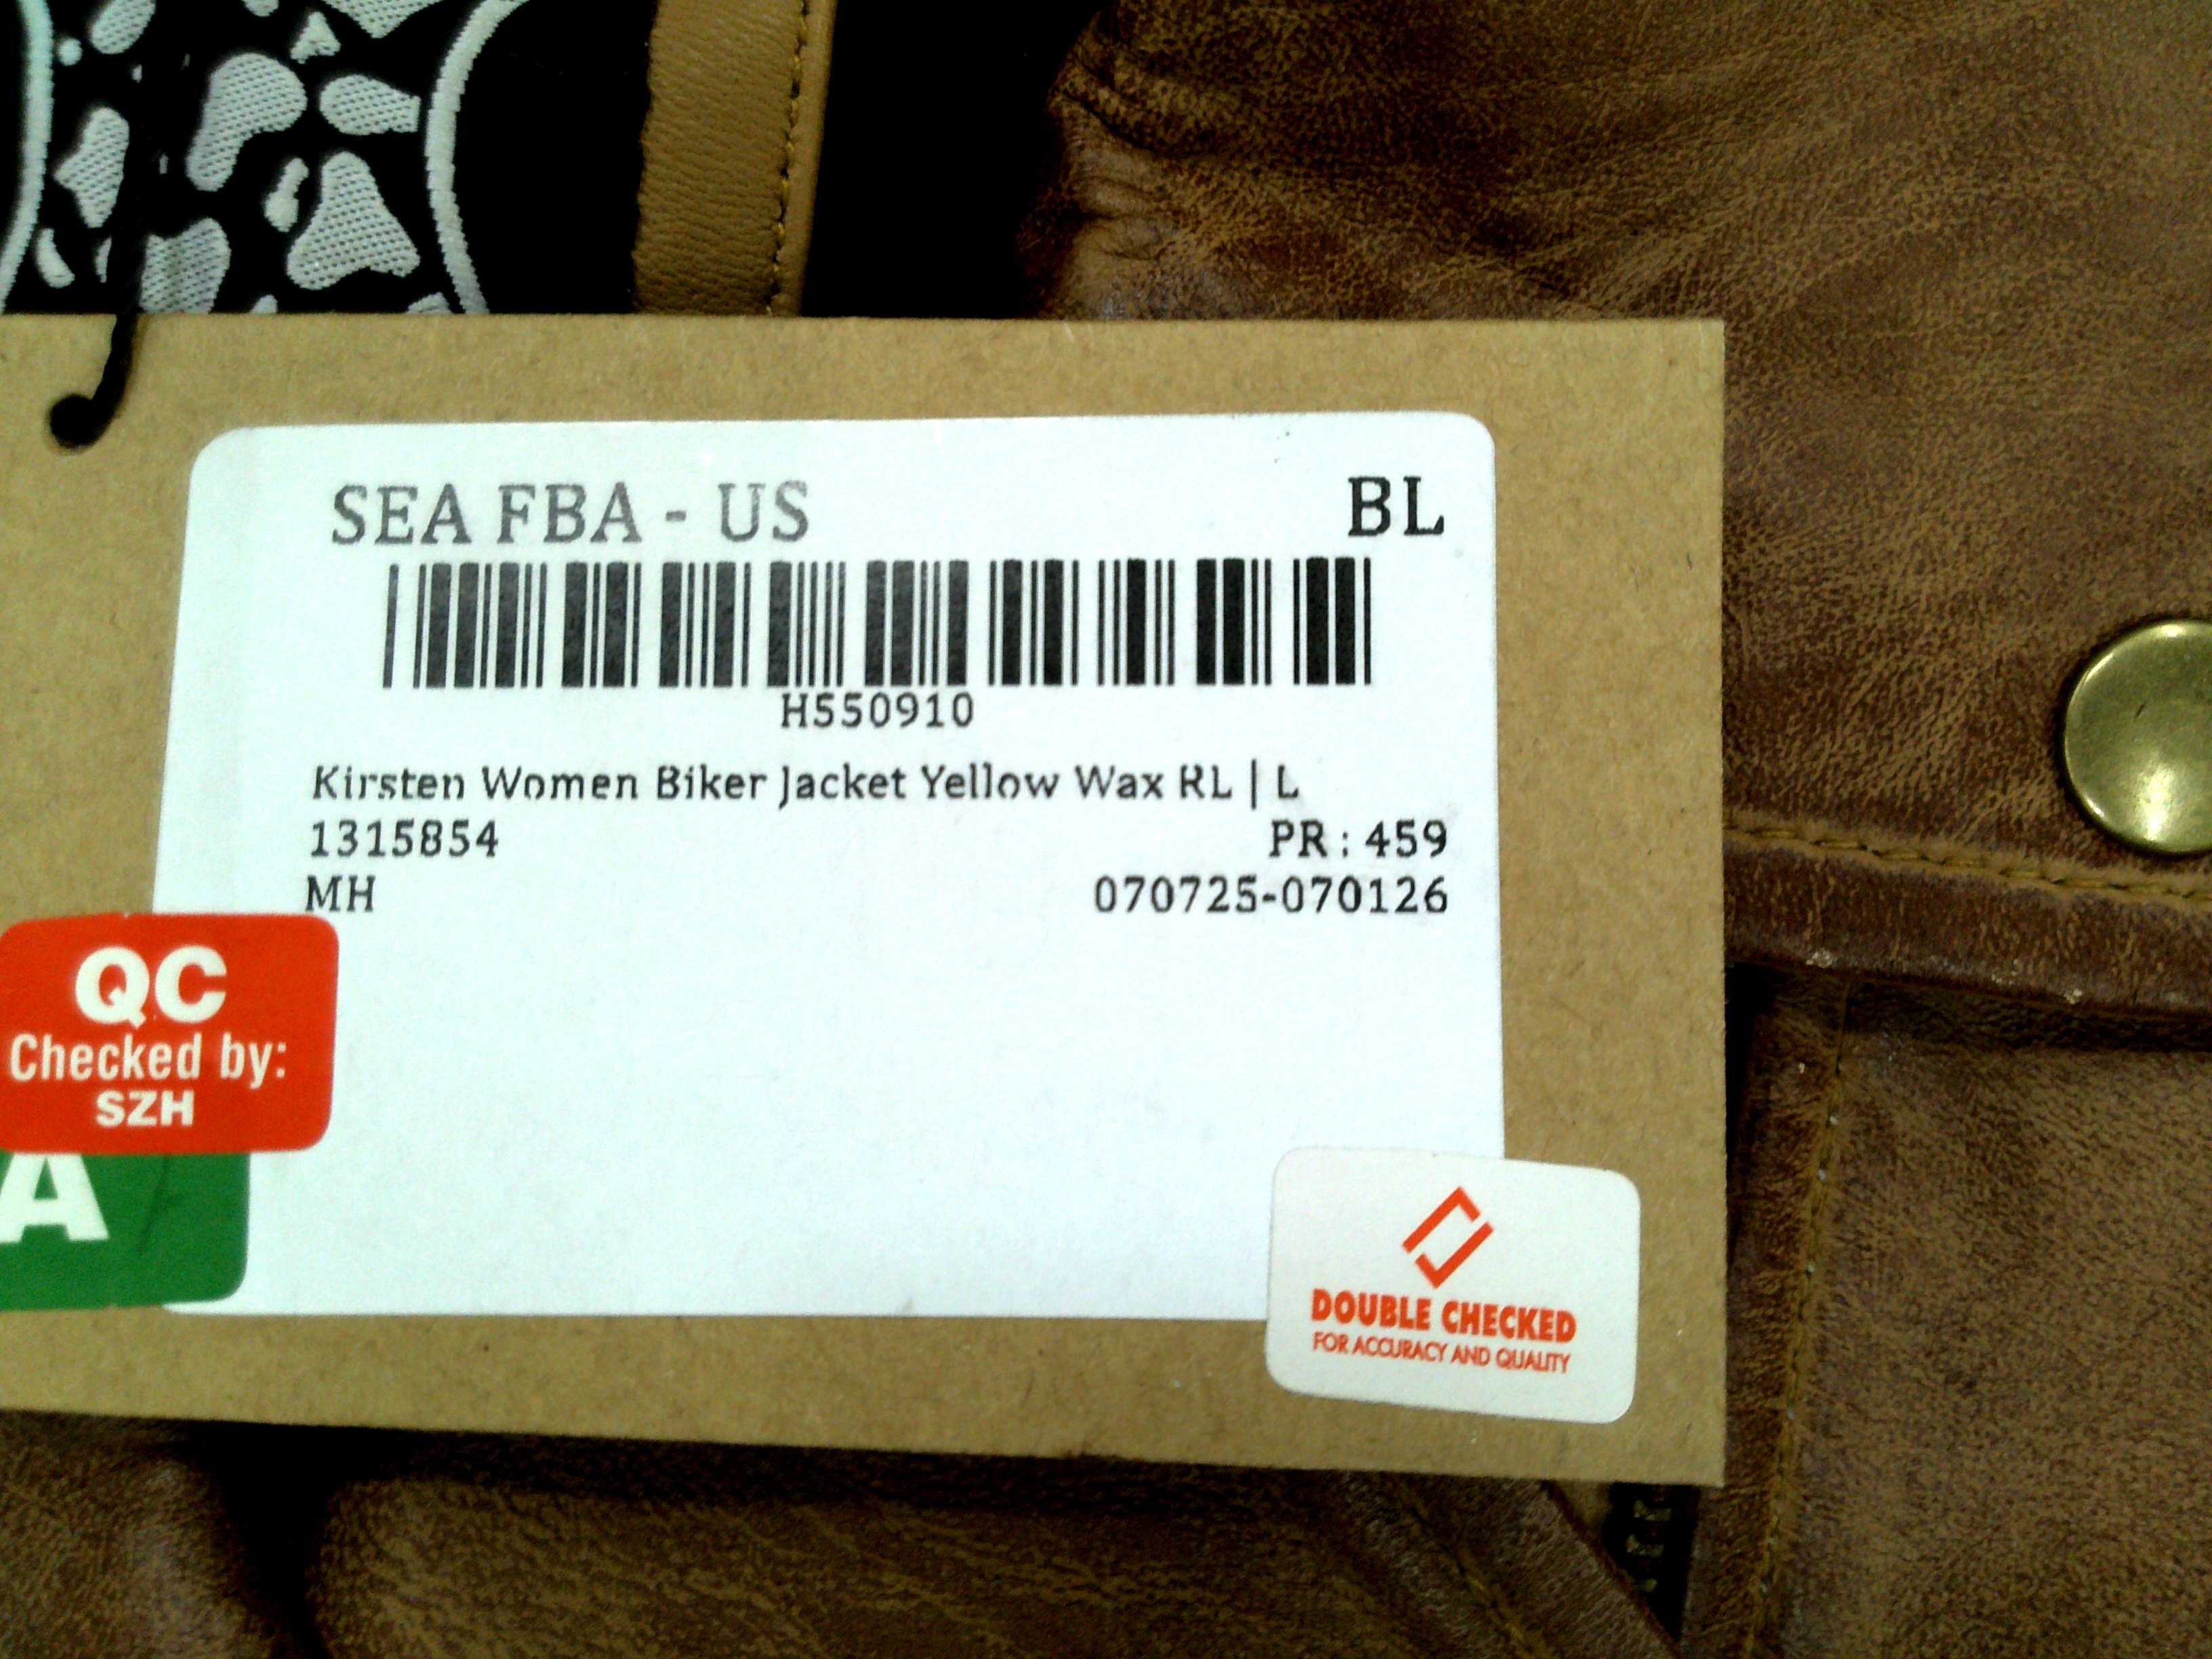 SEA FBA - US BL
H550910
Kirsten Women Biker Jacket Yellow Wax RL | L
1315854 PR : 459
MH 070725-070126
QC
Checked by:
SZH
A
DOUBLE CHECKED
FOR ACCURACY AND QUALITY